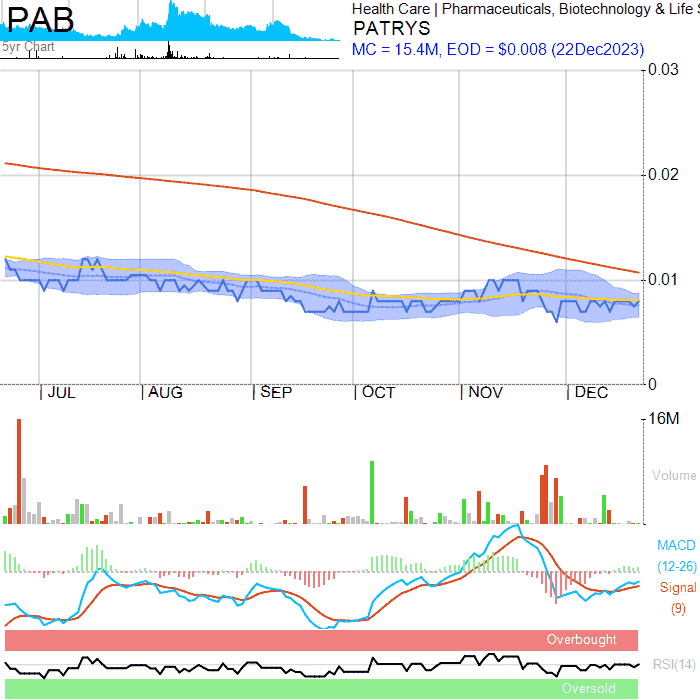 PAB
5yr Chart
Health Care | Pharmaceuticals, Biotechnology & Life S
PATRYS
MC = 15.4M, EOD = $0.008 (22Dec2023)
0.03
0.02
0.01
0
JUL
AUG
SEP
OCT
NOV
DEC
16M
Volume
MACD
(12-26)
Signal
(9)
Overbought
RSI(14)
Oversold